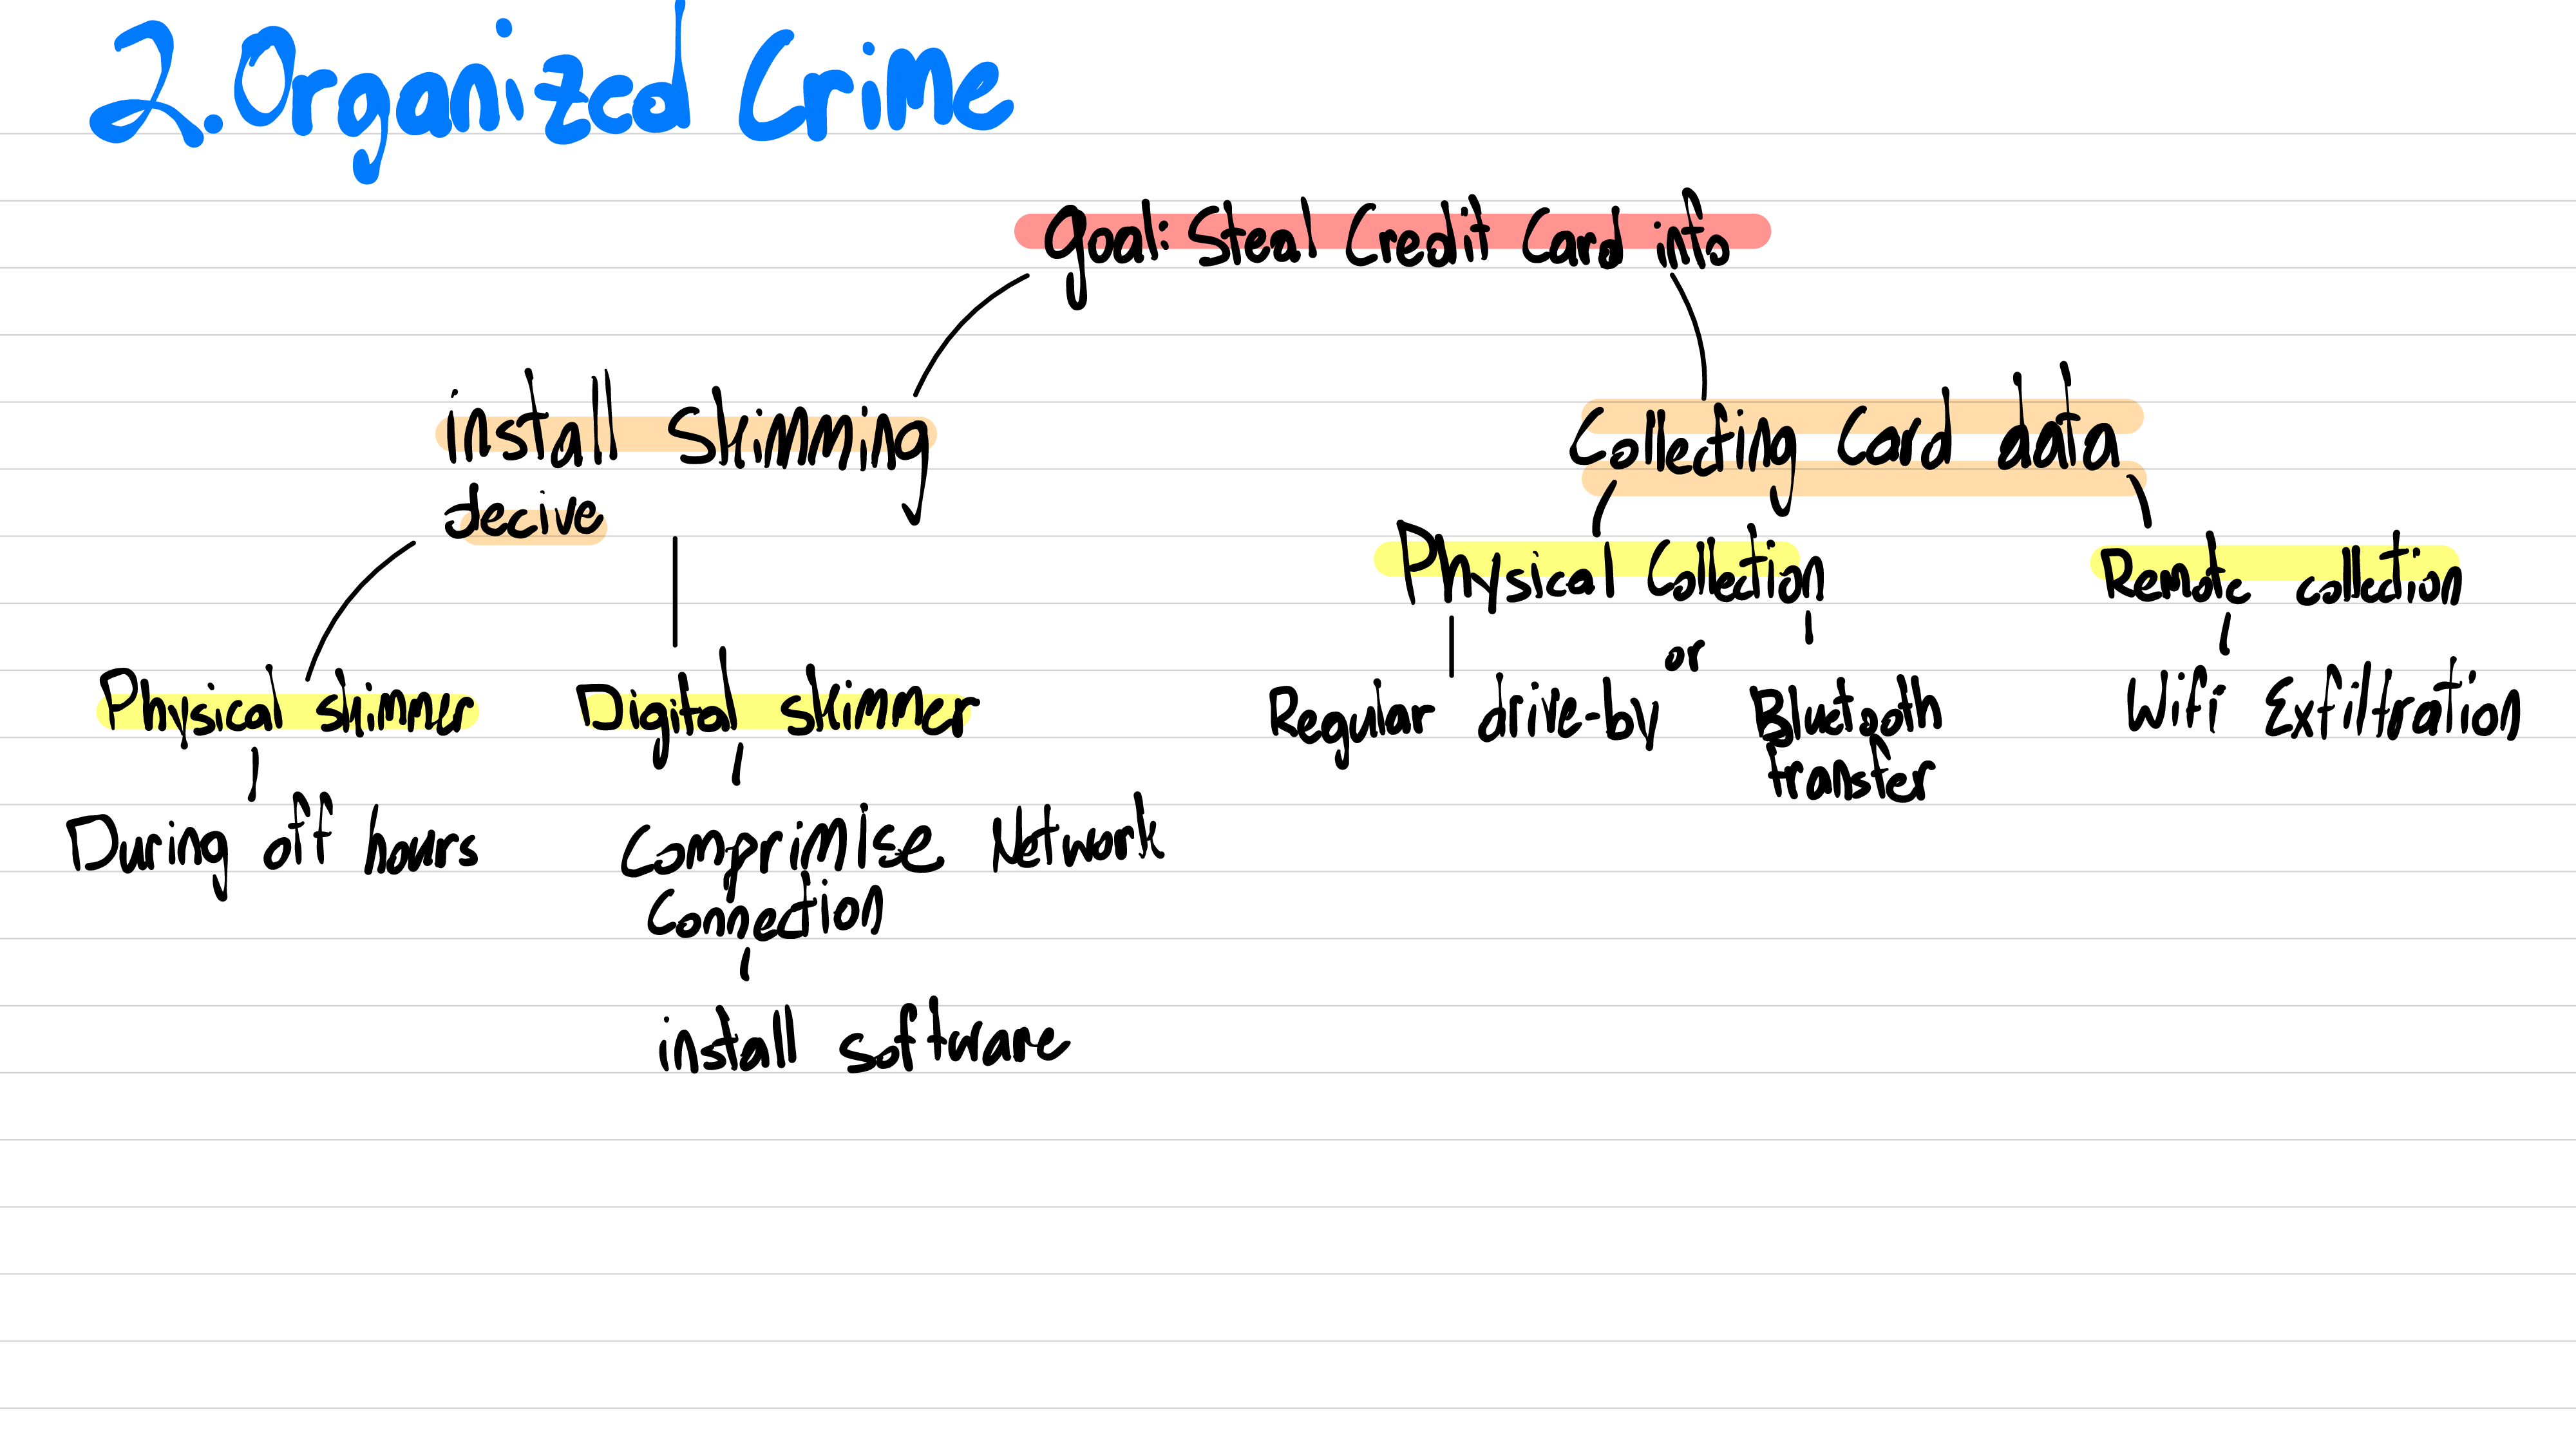 2. Organized Crime
Goal: Steal Credit Card info
install skimming
decive
Collecting Card data
Physical Collection
Remote collection
or
Physical skimmer
Digital skimmer
Regular drive-by
Bluetooth
transfer
Wifi Exfiltration
During off hours
Comprimise Network
Connection
install software